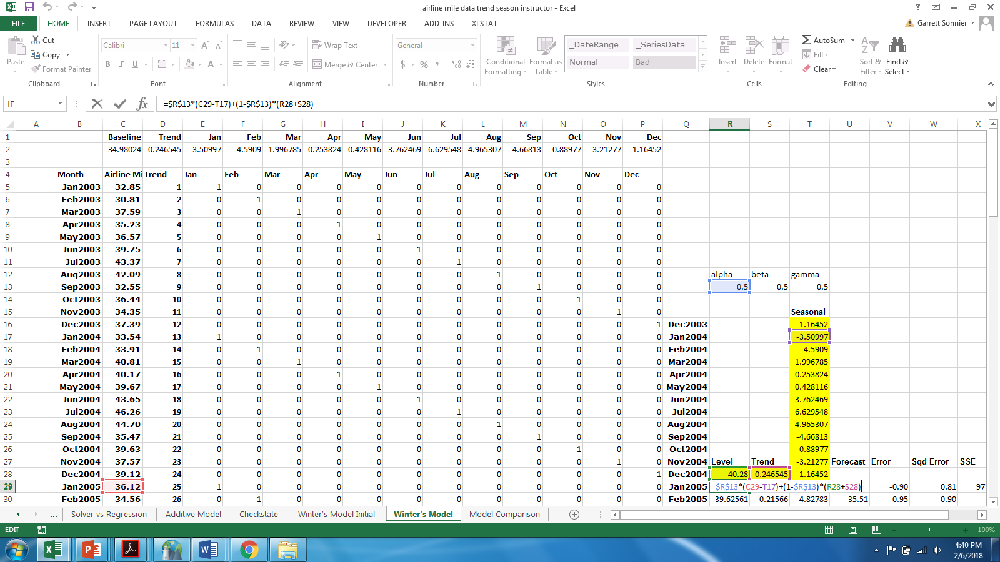 airline mile data trend season instructor - Excel
FILE HOME INSERT PAGE LAYOUT FORMULAS DATA REVIEW VIEW DEVELOPER ADD-INS XLSTAT Garrett Sonnier
Cut Calibri 11 Wrap Text General _DateRange _SeriesData AutoSum
Copy Paste Conditional Format as Insert Delete Format Fill Sort & Find &
Format Painter B I U Merge & Center $ % Formatting Table Normal Bad Clear Filter Select
Clipboard Font Alignment Number Styles Cells Editing
IF =$R$13*(C29-T17)+(1-$R$13)*(R28+S28)
A B C D E F G H I J K L M N O P Q R S T U V W X
1 Baseline Trend Jan Feb Mar Apr May Jun Jul Aug Sep Oct Nov Dec
2 34.98024 0.246545 -3.50997 -4.5909 1.996785 0.253824 0.428116 3.762469 6.629548 4.965307 -4.66813 -0.88977 -3.21277 -1.16452
3
4 Month Airline Mi Trend Jan Feb Mar Apr May Jun Jul Aug Sep Oct Nov Dec
5 Jan2003 32.85 1 1 0 0 0 0 0 0 0 0 0 0 0
6 Feb2003 30.81 2 0 1 0 0 0 0 0 0 0 0 0 0
7 Mar2003 37.59 3 0 0 1 0 0 0 0 0 0 0 0 0
8 Apr2003 35.23 4 0 0 0 1 0 0 0 0 0 0 0 0
9 May2003 36.57 5 0 0 0 0 1 0 0 0 0 0 0 0
10 Jun2003 39.75 6 0 0 0 0 0 1 0 0 0 0 0 0
11 Jul2003 43.37 7 0 0 0 0 0 0 1 0 0 0 0 0
12 Aug2003 42.09 8 0 0 0 0 0 0 0 1 0 0 0 0 alpha beta gamma
13 Sep2003 32.55 9 0 0 0 0 0 0 0 0 1 0 0 0 0.5 0.5 0.5
14 Oct2003 36.44 10 0 0 0 0 0 0 0 0 0 1 0 0
15 Nov2003 34.35 11 0 0 0 0 0 0 0 0 0 0 1 0 Seasonal
16 Dec2003 37.39 12 0 0 0 0 0 0 0 0 0 0 0 1 Dec2003 -1.16452
17 Jan2004 33.54 13 1 0 0 0 0 0 0 0 0 0 0 0 Jan2004 -3.50997
18 Feb2004 33.91 14 0 1 0 0 0 0 0 0 0 0 0 0 Feb2004 -4.5909
19 Mar2004 40.81 15 0 0 1 0 0 0 0 0 0 0 0 0 Mar2004 1.996785
20 Apr2004 40.17 16 0 0 0 1 0 0 0 0 0 0 0 0 Apr2004 0.253824
21 May2004 39.67 17 0 0 0 0 1 0 0 0 0 0 0 0 May2004 0.428116
22 Jun2004 43.65 18 0 0 0 0 0 1 0 0 0 0 0 0 Jun2004 3.762469
23 Jul2004 46.26 19 0 0 0 0 0 0 1 0 0 0 0 0 Jul2004 6.629548
24 Aug2004 44.70 20 0 0 0 0 0 0 0 1 0 0 0 0 Aug2004 4.965307
25 Sep2004 35.47 21 0 0 0 0 0 0 0 0 1 0 0 0 Sep2004 -4.66813
26 Oct2004 39.63 22 0 0 0 0 0 0 0 0 0 1 0 0 Oct2004 -0.88977
27 Nov2004 37.57 23 0 0 0 0 0 0 0 0 0 0 1 0 Nov2004 Level Trend -3.21277 Forecast Error Sqd Error SSE
28 Dec2004 39.12 24 0 0 0 0 0 0 0 0 0 0 0 1 Dec2004 40.28 0.246545 -1.16452
29 Jan2005 36.12 25 1 0 0 0 0 0 0 0 0 0 0 0 Jan2005 =$R$13*(C29-T17)+(1-$R$13)*(R28+S28) -0.90 0.81 97.
30 Feb2005 34.56 26 0 1 0 0 0 0 0 0 0 0 0 0 Feb2005 39.62561 -0.21566 -4.82783 35.51 -0.95 0.90
... Solver vs Regression Additive Model Checkstate Winter's Model Initial Winter's Model Model Comparison
EDIT 100%
4:40 PM
2/6/2018